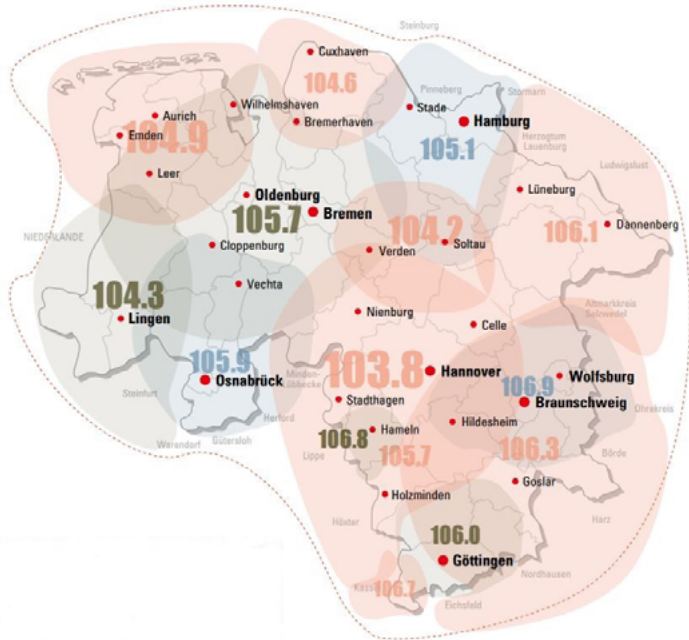 Steinburg
Cuxhaven
104.6
Pinneberg
Stormarn
Wilhelmshaven
Stade
Aurich
Bremerhaven
Hamburg
Emden
104.9
105.1
Herzogtum
Lauenburg
Ludwigslust
Leer
Lüneburg
Oldenburg
105.7
Bremen
104.2
106.1
Dannenberg
NIEDERLANDE
Cloppenburg
Verden
Soltau
Vechta
104.3
Altmarkkreis
Salzwedel
Lingen
Nienburg
Celle
105.9
Osnabrück
Minden-
Lübbecke
103.8
Hannover
106.9
Wolfsburg
Steinfurt
Stadthagen
Braunschweig
Ohrekreis
Herford
Warendorf
Gütersloh
106.8
Hameln
Hildesheim
Lippe
105.7
106.3
Börde
Goslar
Holzminden
Höxter
Harz
106.0
Göttingen
Nordhausen
Kassel
106.7
Eichsfeld